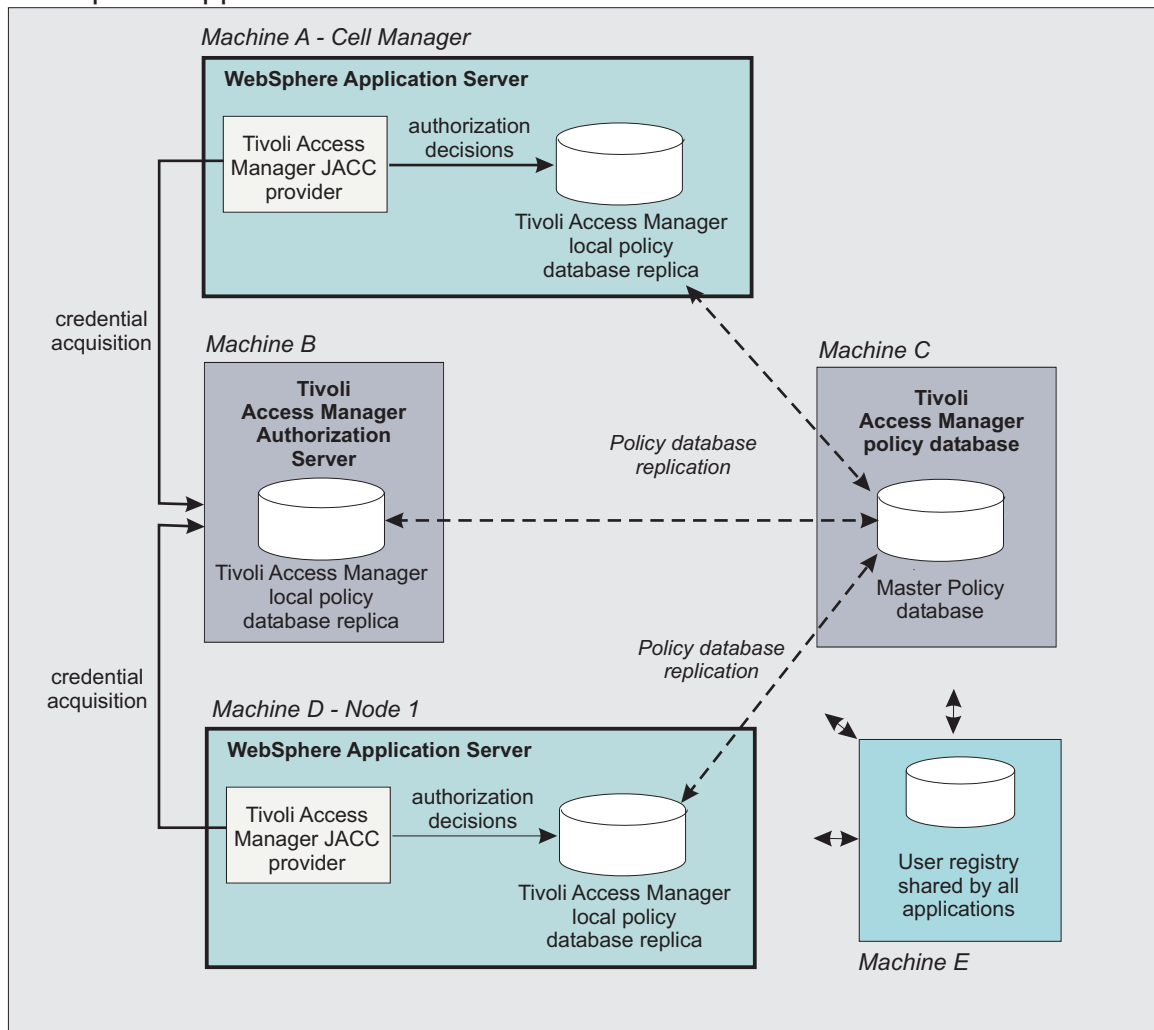 Machine A - Cell Manager
WebSphere Application Server
Tivoli Access
Manager JACC
provider
authorization
decisions
Tivoli Access Manager
local policy
database replica
credential
acquisition
Machine B
Tivoli
Access Manager
Authorization
Server
Tivoli Access Manager
local policy
database replica
Policy database
replication
Machine C
Tivoli
Access Manager
policy database
Master Policy
database
Policy database
replication
credential
acquisition
Machine D - Node 1
WebSphere Application Server
Tivoli Access
Manager JACC
provider
authorization
decisions
Tivoli Access Manager
local policy
database replica
User registry
shared by all
applications
Machine E